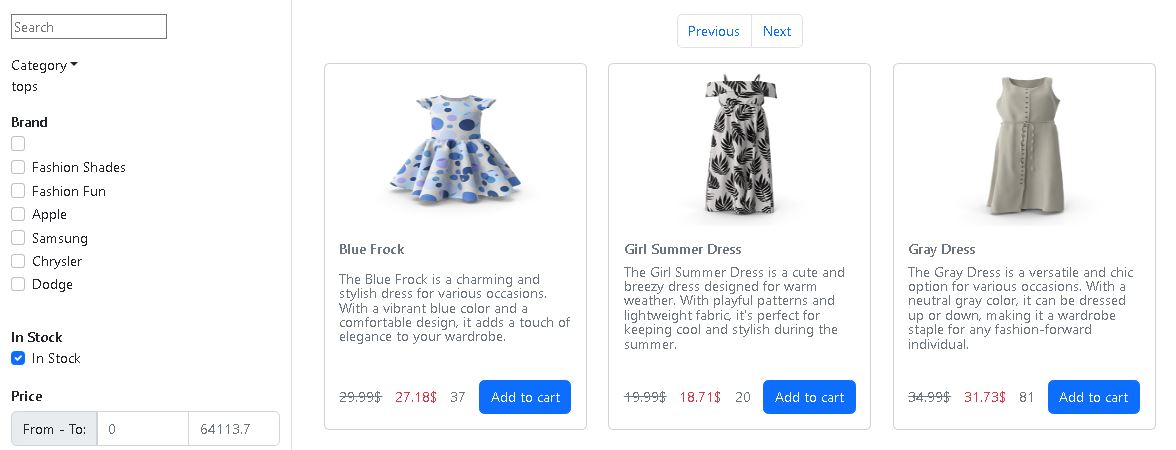 Search
Category
tops
Brand
Fashion Shades
Fashion Fun
Apple
Samsung
Chrysler
Dodge
In Stock
In Stock
Price
From - To: 0 64113.7
Previous Next
Blue Frock
The Blue Frock is a charming and
stylish dress for various occasions.
With a vibrant blue color and a
comfortable design, it adds a touch of
elegance to your wardrobe.
29.99$ 27.18$ 37 Add to cart
Girl Summer Dress
The Girl Summer Dress is a cute and
breezy dress designed for warm
weather. With playful patterns and
lightweight fabric, it's perfect for
keeping cool and stylish during the
summer.
19.99$ 18.71$ 20 Add to cart
Gray Dress
The Gray Dress is a versatile and chic
option for various occasions. With a
neutral gray color, it can be dressed
up or down, making it a wardrobe
staple for any fashion-forward
individual.
34.99$ 31.73$ 81 Add to cart